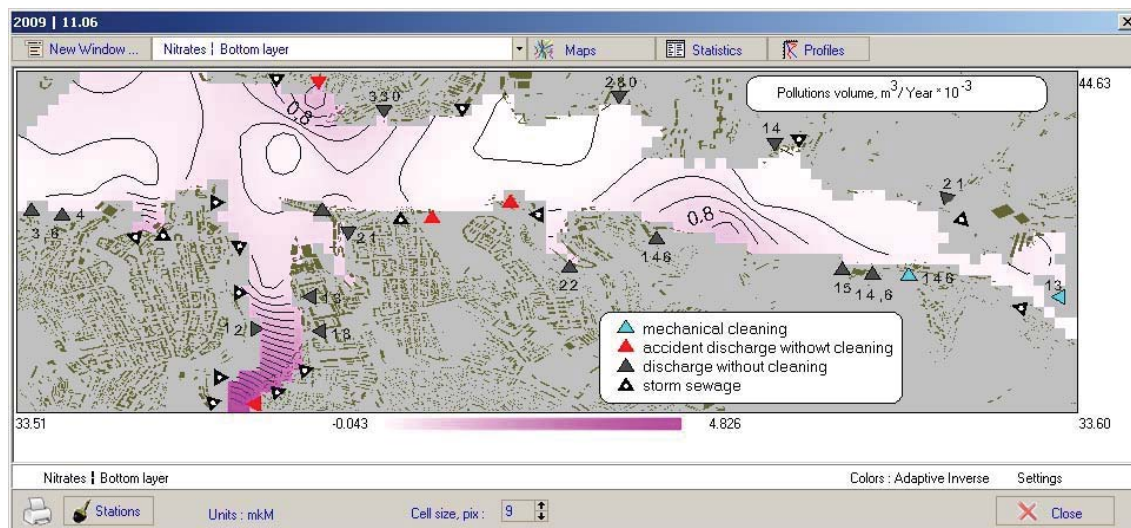 2009 | 11.06
New Window ... Nitrates ¦ Bottom layer Maps Statistics Profiles
44.63
Pollutions volume, m³/ Year * 10⁻³
0.8
330
280
14
21
3,6 4
21
0.8
146
22
15 14,6 146 13
13
12 18
mechanical cleaning
accident discharge withowt cleaning
discharge without cleaning
storm sewage
33.51 -0.043 4.826 33.60
Nitrates ¦ Bottom layer Colors : Adaptive Inverse Settings
Stations Units : mkM Cell size, pix : 9 Close